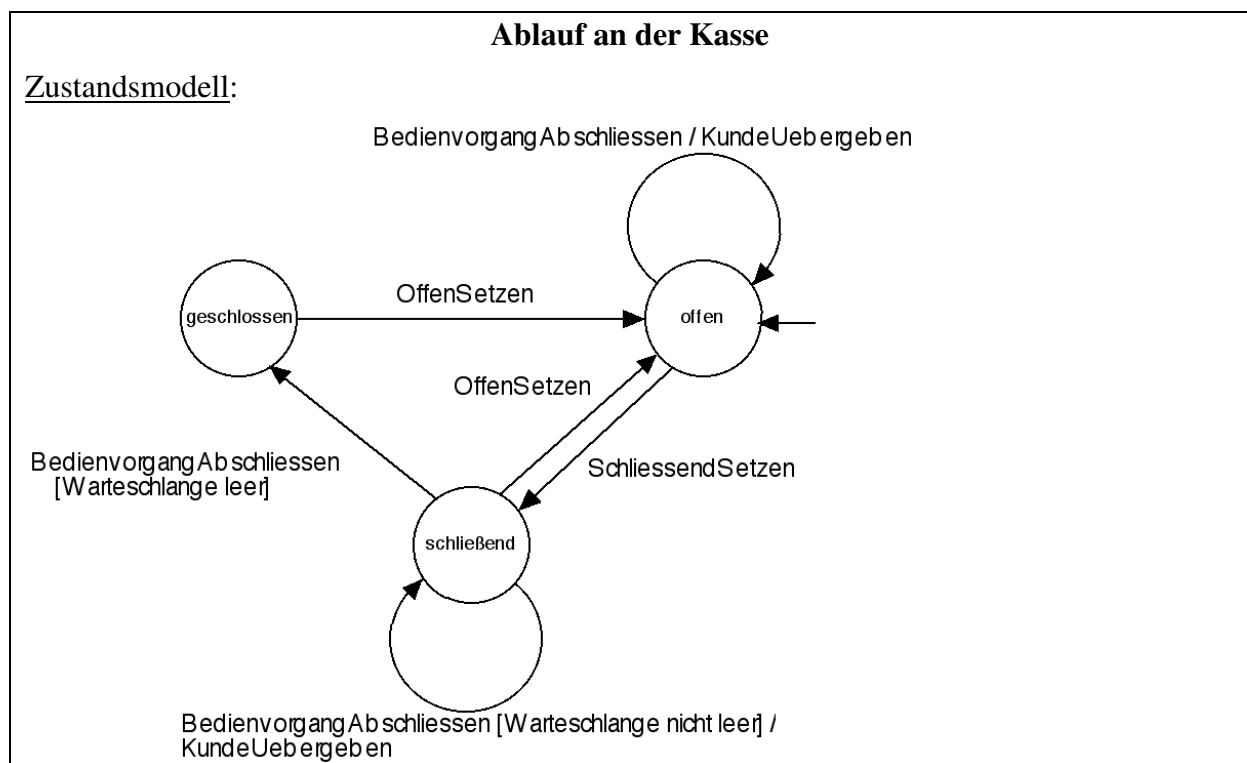 Ablauf an der Kasse
Zustandsmodell:
BedienvorgangAbschliessen / KundeUebergeben
OffenSetzen
geschlossen
offen
OffenSetzen
BedienvorgangAbschliessen
[Warteschlange leer]
SchliessendSetzen
schließend
BedienvorgangAbschliessen [Warteschlange nicht leer] /
KundeUebergeben